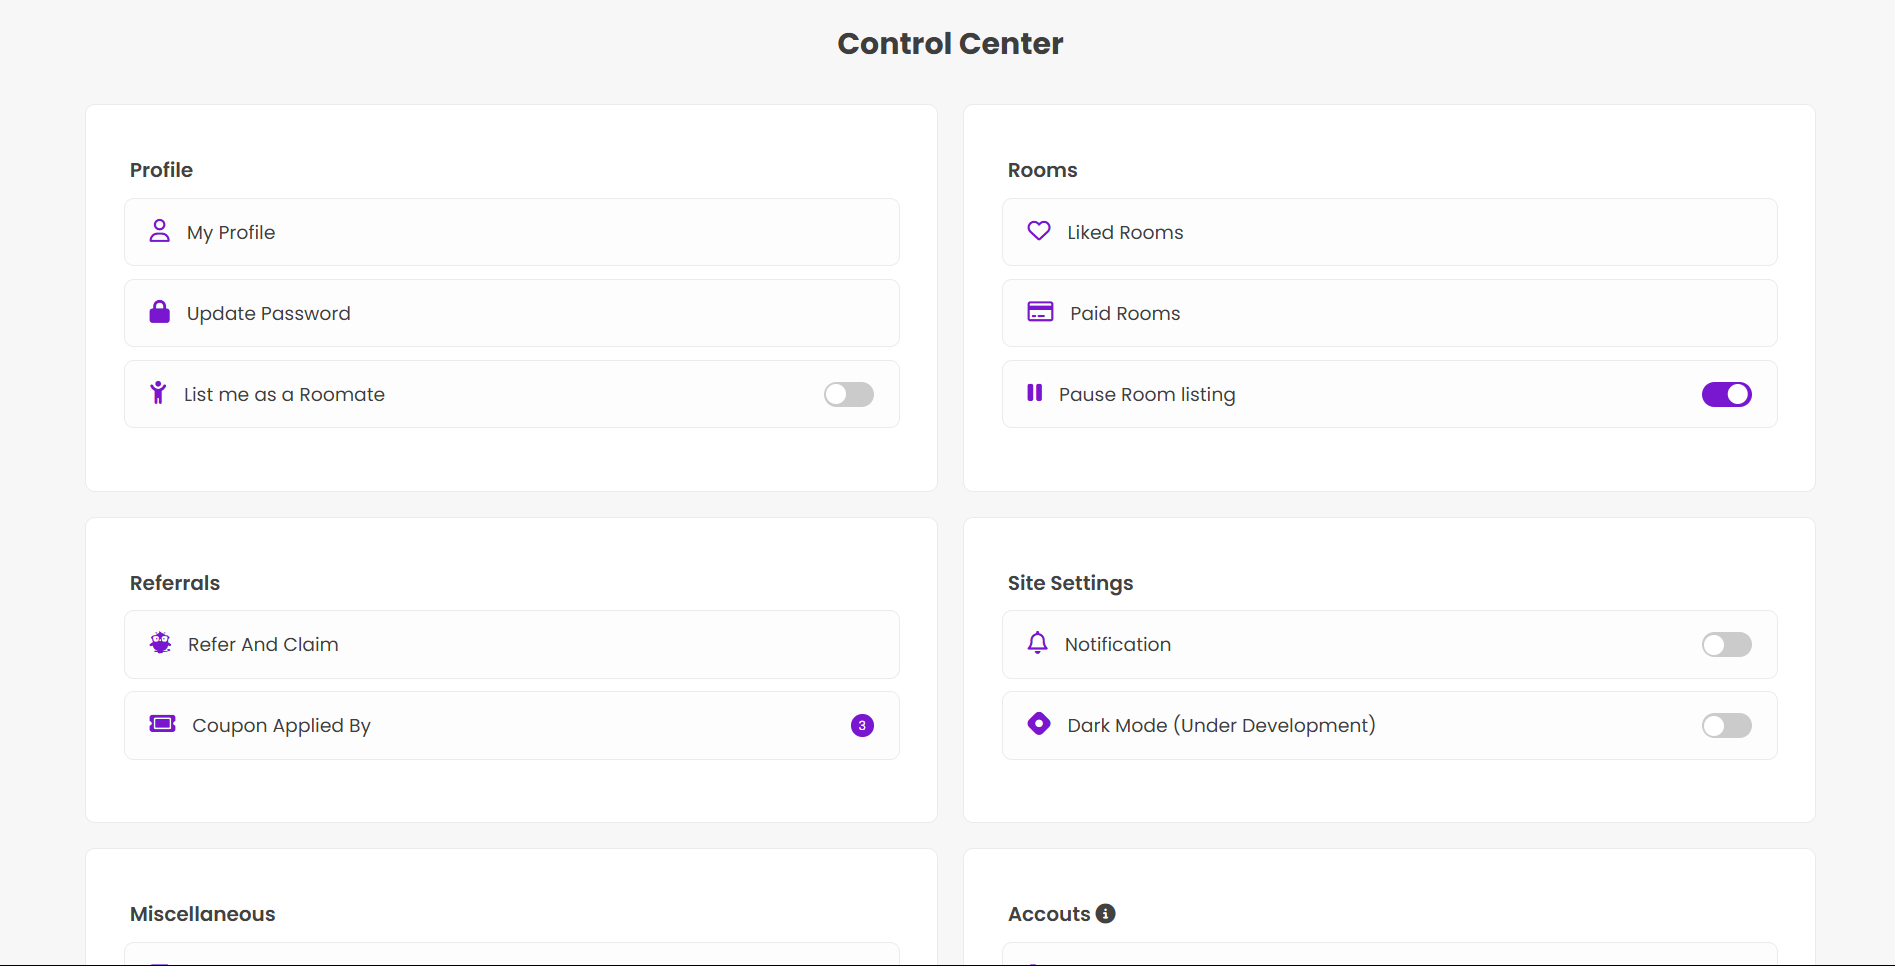 Control Center
Profile
My Profile
Update Password
List me as a Roomate
Rooms
Liked Rooms
Paid Rooms
Pause Room listing
Referrals
Refer And Claim
Coupon Applied By
3
Site Settings
Notification
Dark Mode (Under Development)
Miscellaneous
Accouts